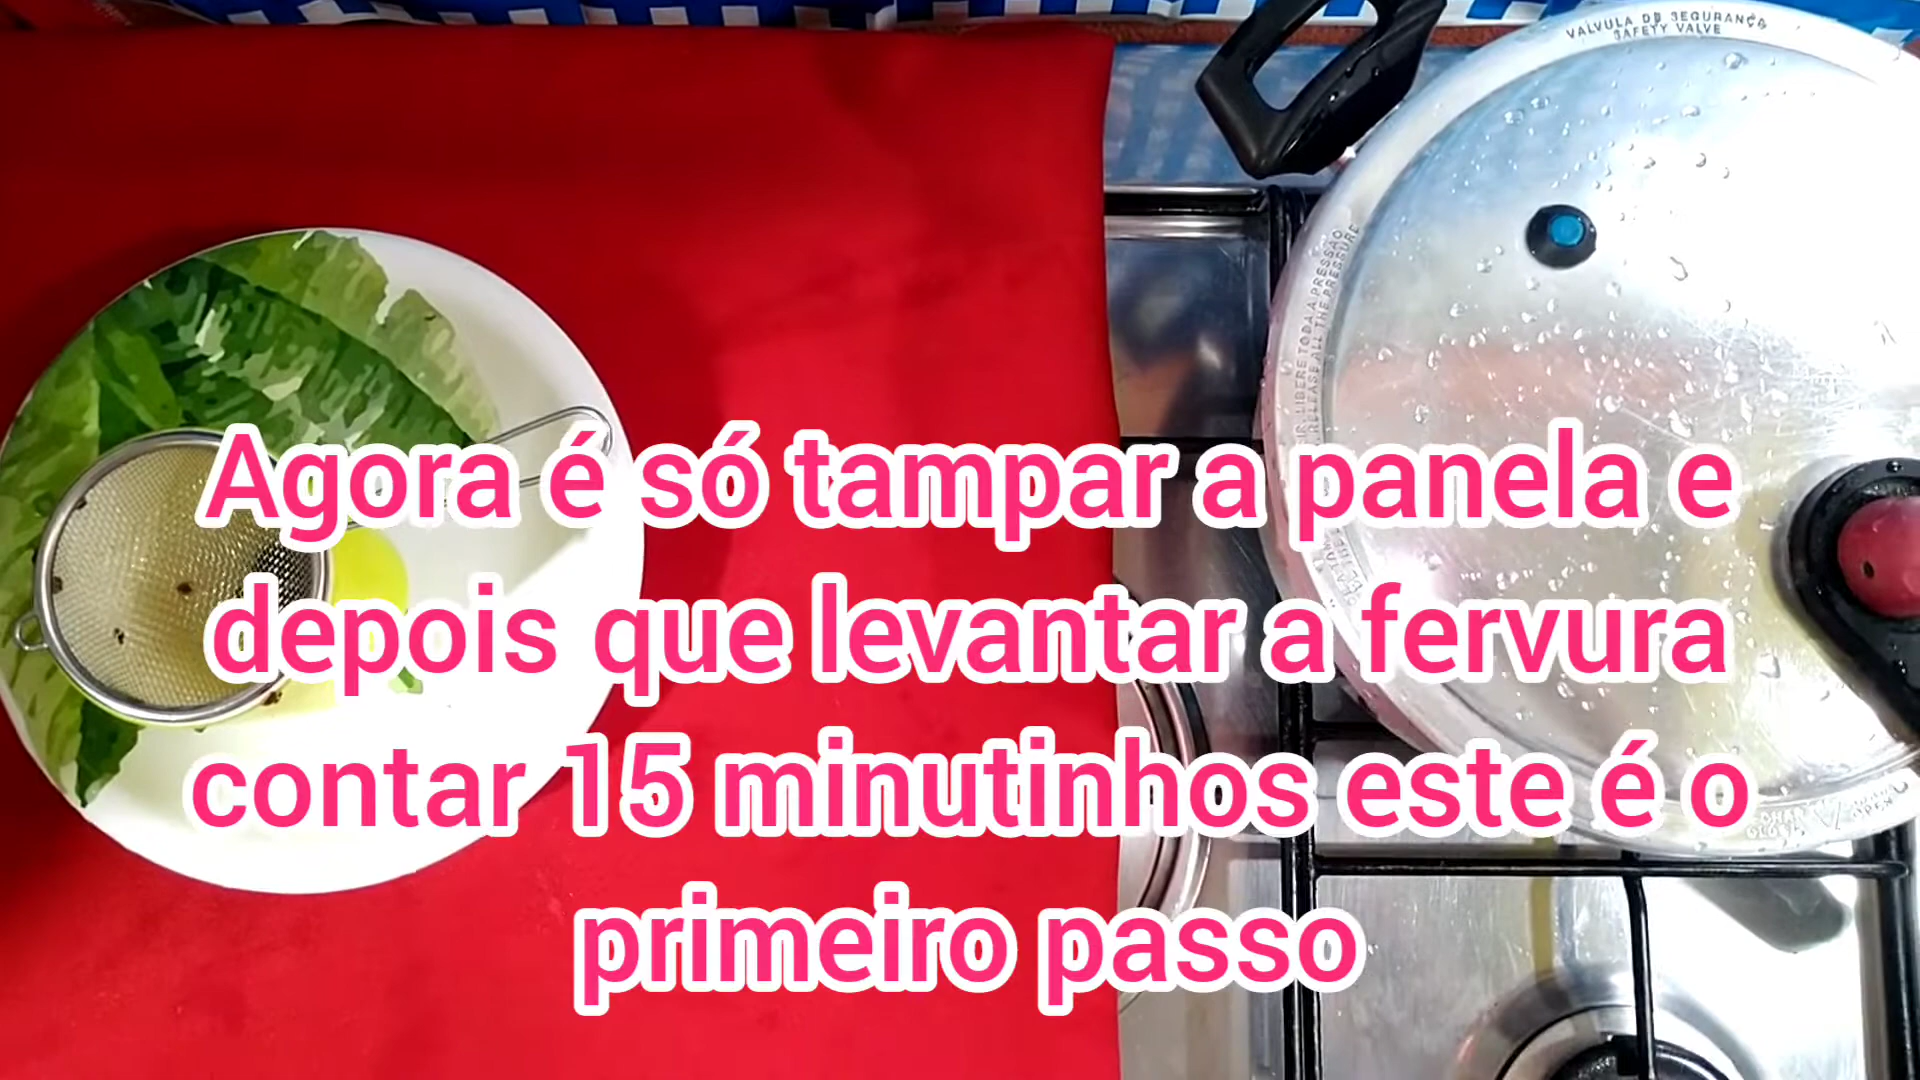 VALVULA DE SEGURANÇA
SAFETY VALVE
Agora é só tampar a panela e
depois que levantar a fervura
contar 15 minutinhos este é o
primeiro passo